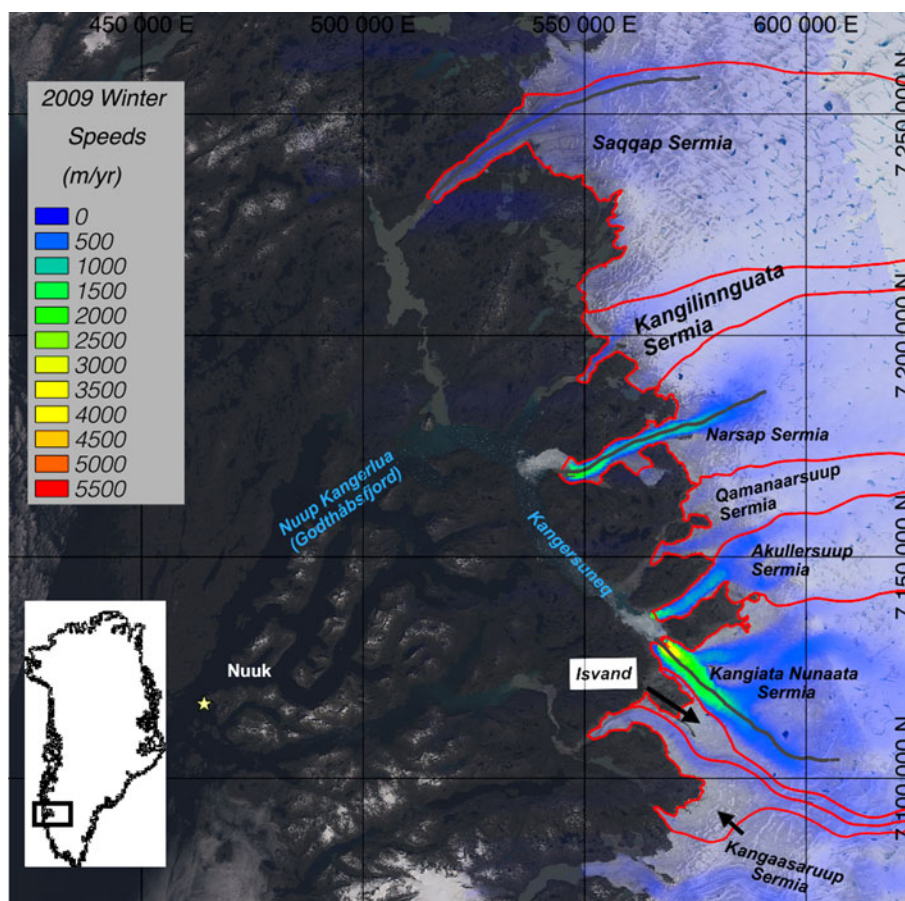 450 000 E
500 000 E
550 000 E
600 000 E
2009 Winter
Speeds
(m/yr)
0
500
1000
1500
2000
2500
3000
3500
4000
4500
5000
5500
Saqqap Sermia
7,250,000 N
Kangilinnguata
Sermia
7,200,000 N
Narsap Sermia
Nuup Kangerlua
(Godthåbsfjord)
Qamanaarsuup
Sermia
Kangersuneq
Akullersuup
Sermia
7,150,000 N
Nuuk
Isvand
Kangiata Nunaata
Sermia
7,100,000 N
Kangaasaruup
Sermia